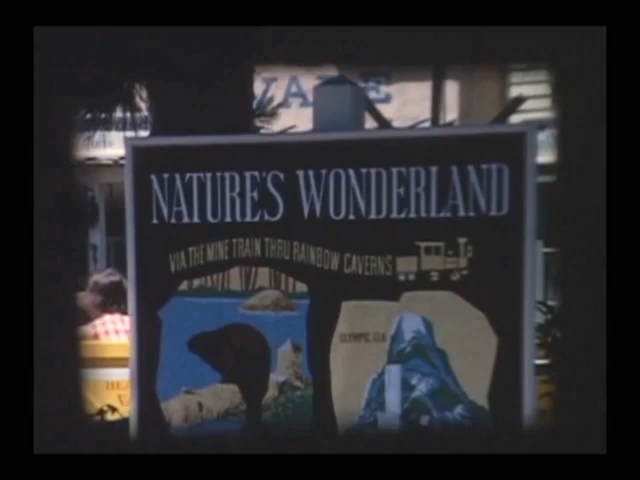 NATURE'S WONDERLAND
VIA THE MINE TRAIN THRU RAINBOW CAVERNS
OLYMPIC ELK